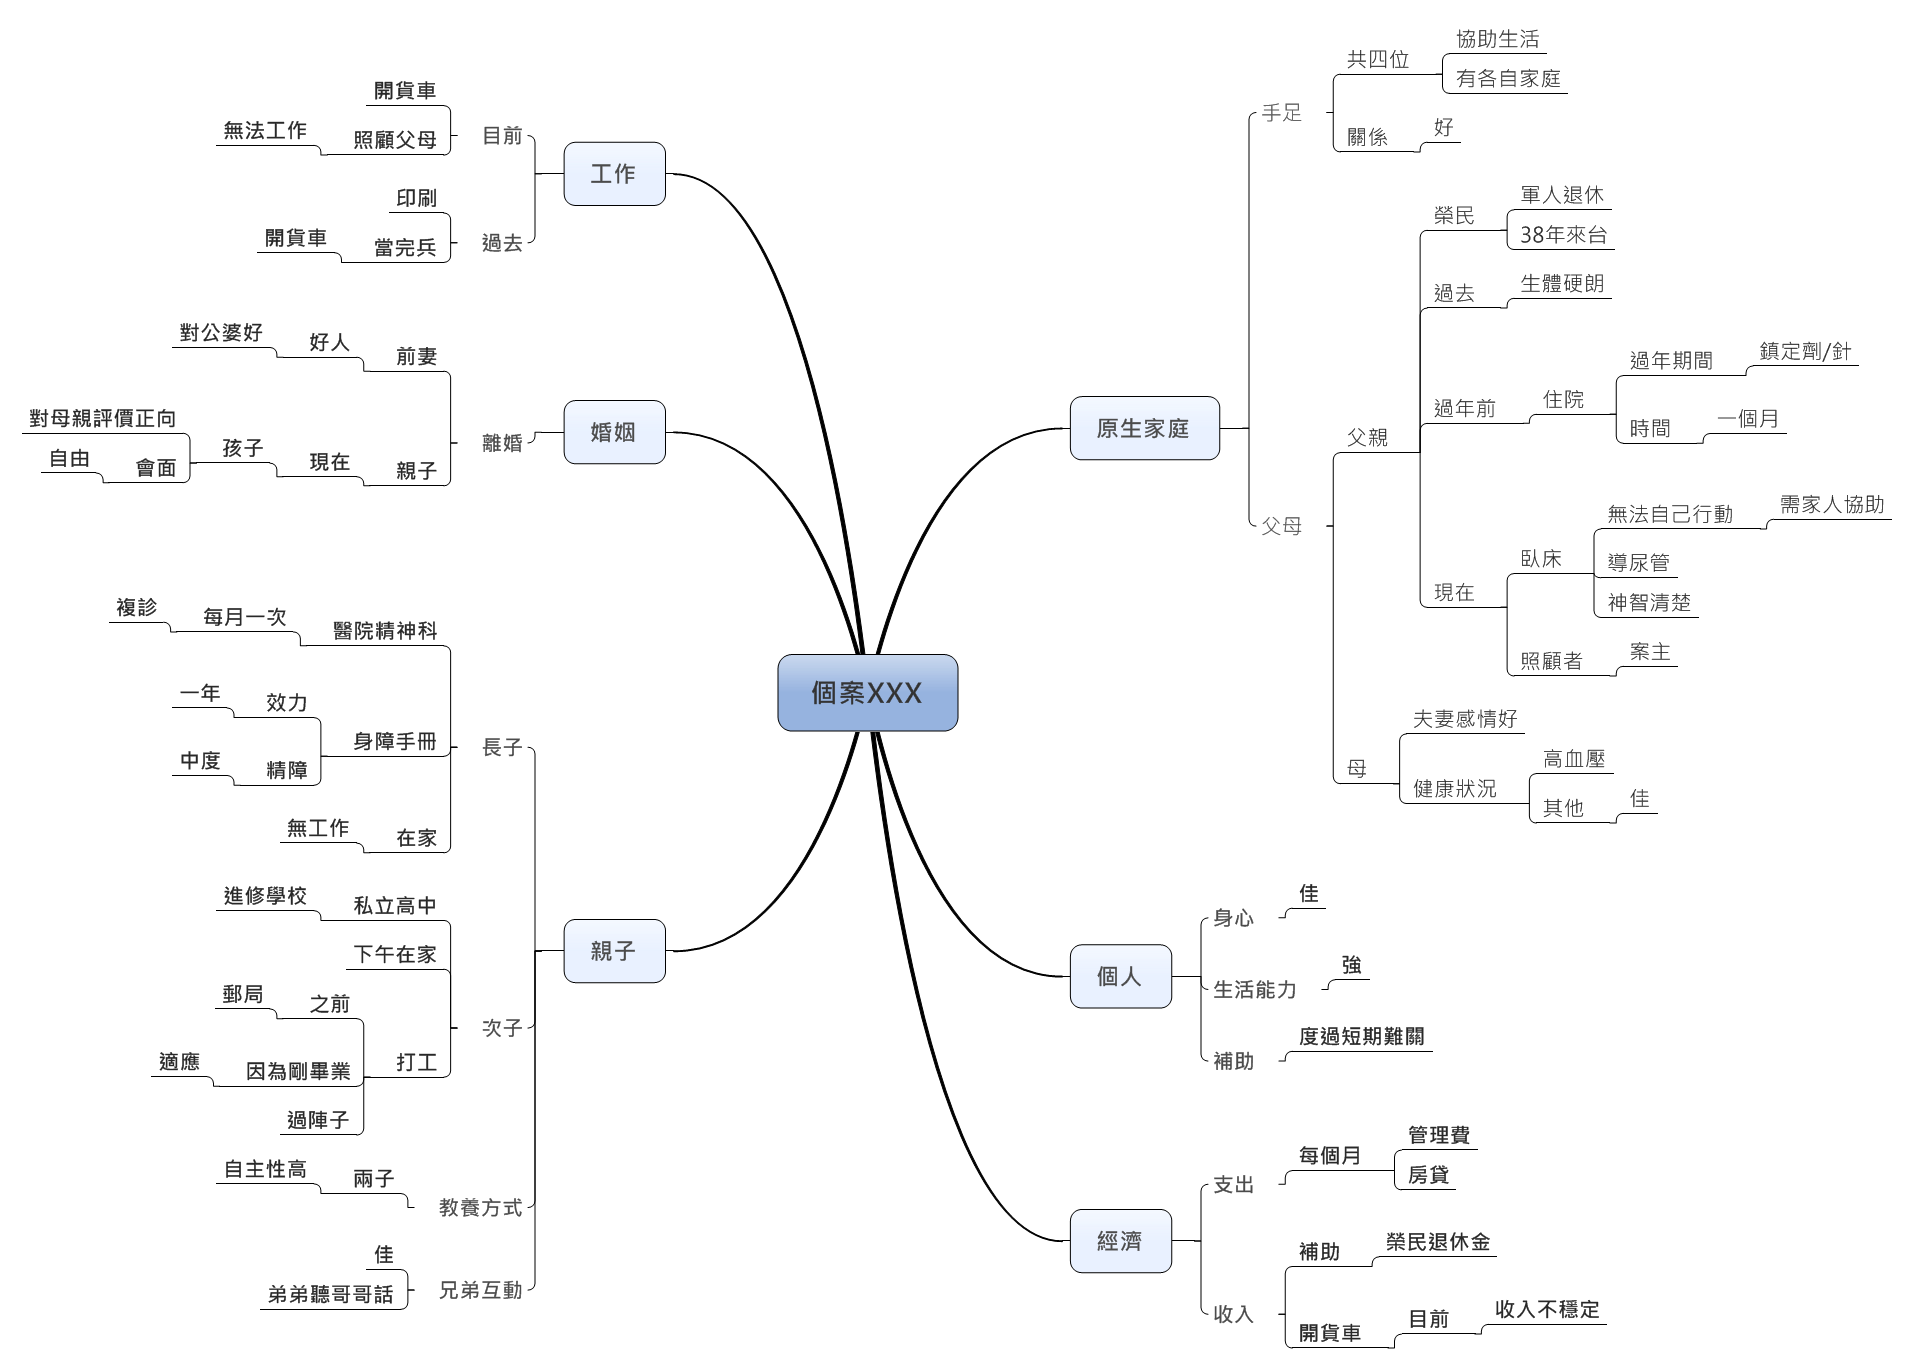 個案XXX
工作
目前
開貨車
照顧父母
無法工作
過去
印刷
當完兵
開貨車
婚姻
離婚
前妻
好人
對公婆好
親子
現在
孩子
對母親評價正向
會面
自由
親子
長子
醫院精神科
每月一次
複診
身障手冊
效力
一年
精障
中度
在家
無工作
次子
私立高中
進修學校
下午在家
打工
之前
郵局
因為剛畢業
適應
過陣子
教養方式
兩子
自主性高
兄弟互動
佳
弟弟聽哥哥話
原生家庭
手足
共四位
協助生活
有各自家庭
關係
好
父母
父親
榮民
軍人退休
38年來台
過去
生體硬朗
過年前
住院
過年期間
鎮定劑/針
時間
一個月
現在
臥床
無法自己行動
需家人協助
導尿管
神智清楚
照顧者
案主
母
夫妻感情好
健康狀況
高血壓
其他
佳
個人
身心
佳
生活能力
強
補助
度過短期難關
經濟
支出
每個月
管理費
房貸
收入
補助
榮民退休金
開貨車
目前
收入不穩定